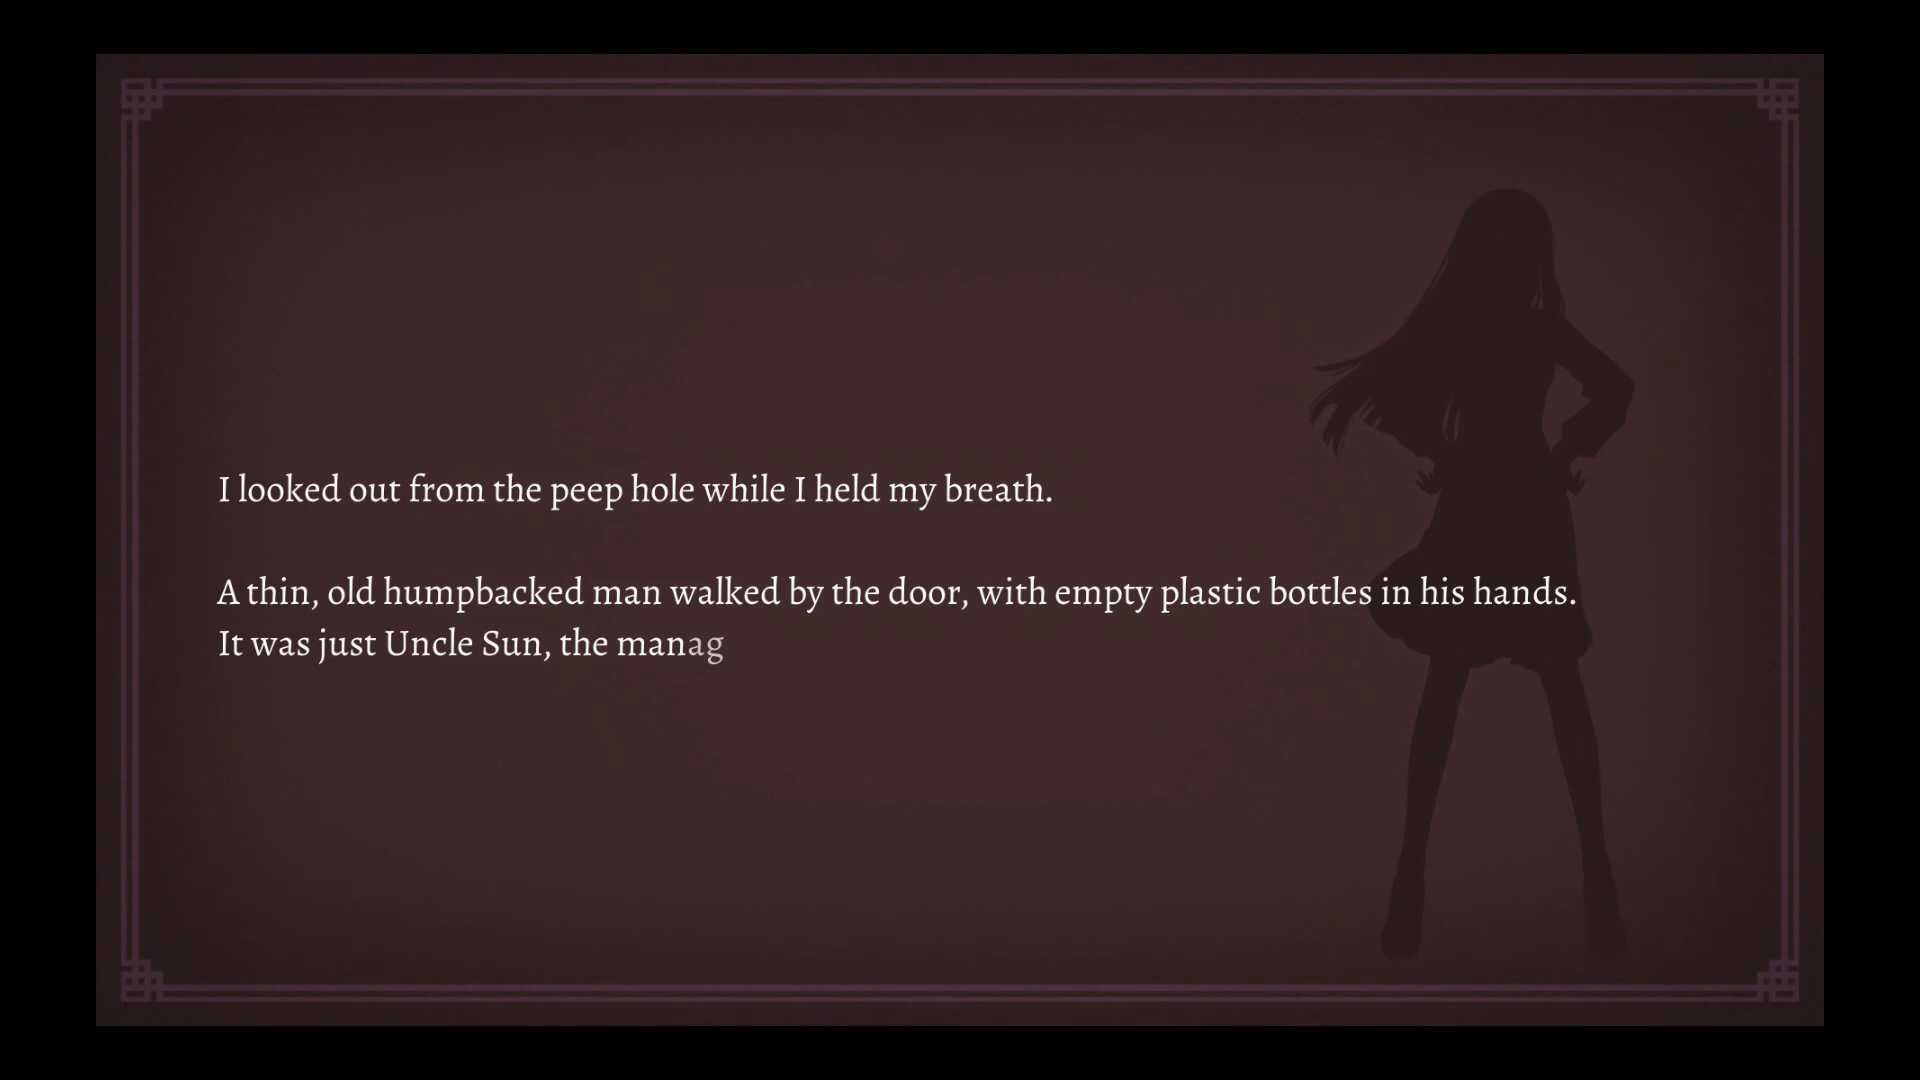 I looked out from the peep hole while I held my breath.
A thin, old humpbacked man walked by the door, with empty plastic bottles in his hands.
It was just Uncle Sun, the manag